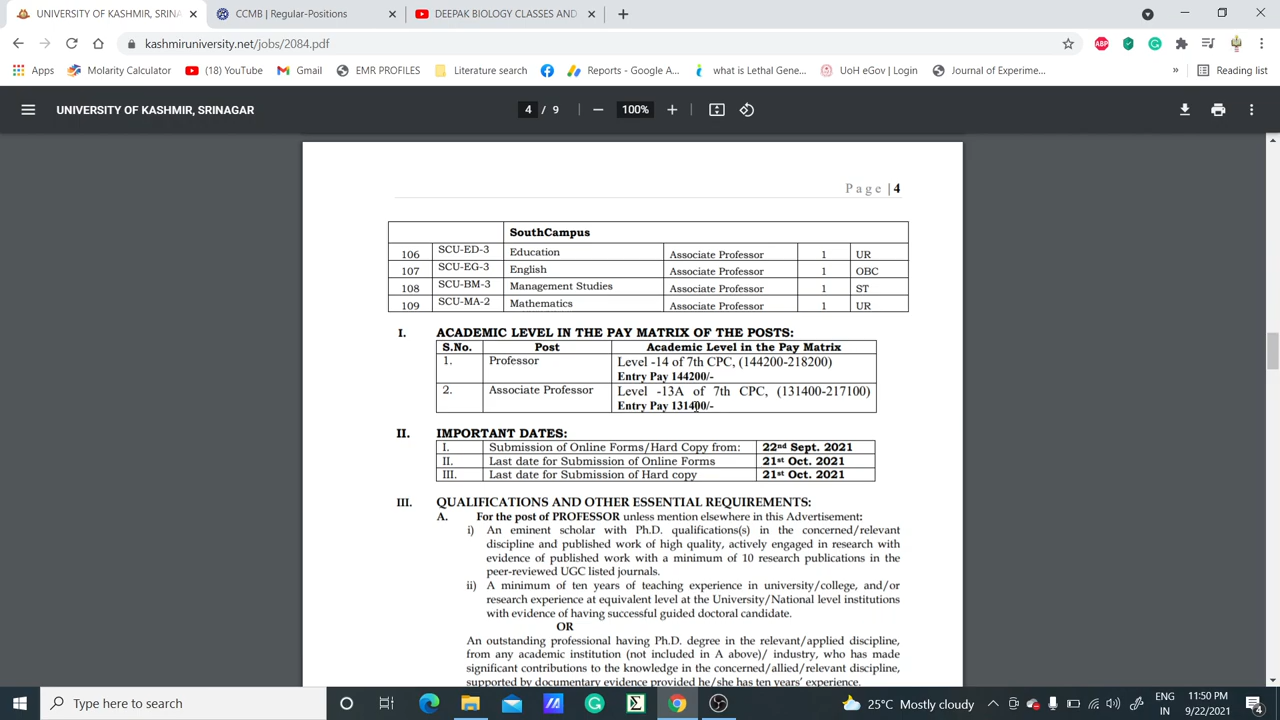 UNIVERSITY OF KASHMIR, SRINA
CCMB | Regular-Positions
DEEPAK BIOLOGY CLASSES AND
kashmiruniversity.net/jobs/2084.pdf
ABP
Apps
Molarity Calculator
(18) YouTube
Gmail
EMR PROFILES
Literature search
Reports - Google A...
what is Lethal Gene...
UoH eGov | Login
Journal of Experime...
»
Reading list
UNIVERSITY OF KASHMIR, SRINAGAR
4 / 9
100%
Page | 4
SouthCampus
106 SCU-ED-3 Education Associate Professor 1 UR
107 SCU-EG-3 English Associate Professor 1 OBC
108 SCU-BM-3 Management Studies Associate Professor 1 ST
109 SCU-MA-2 Mathematics Associate Professor 1 UR
I. ACADEMIC LEVEL IN THE PAY MATRIX OF THE POSTS:
S.No. Post Academic Level in the Pay Matrix
1. Professor Level -14 of 7th CPC, (144200-218200)
Entry Pay 144200/-
2. Associate Professor Level -13A of 7th CPC, (131400-217100)
Entry Pay 131400/-
II. IMPORTANT DATES:
I. Submission of Online Forms/Hard Copy from: 22nd Sept. 2021
II. Last date for Submission of Online Forms 21st Oct. 2021
III. Last date for Submission of Hard copy 21st Oct. 2021
III. QUALIFICATIONS AND OTHER ESSENTIAL REQUIREMENTS:
A. For the post of PROFESSOR unless mention elsewhere in this Advertisement:
i) An eminent scholar with Ph.D. qualifications(s) in the concerned/relevant
discipline and published work of high quality, actively engaged in research with
evidence of published work with a minimum of 10 research publications in the
peer-reviewed UGC listed journals.
ii) A minimum of ten years of teaching experience in university/college, and/or
research experience at equivalent level at the University/National level institutions
with evidence of having successful guided doctoral candidate.
OR
An outstanding professional having Ph.D. degree in the relevant/applied discipline,
from any academic institution (not included in A above)/ industry, who has made
significant contributions to the knowledge in the concerned/allied/relevant discipline,
supported by documentary evidence provided he/she has ten years' experience.
Type here to search
25°C Mostly cloudy
ENG
IN
11:50 PM
9/22/2021
4